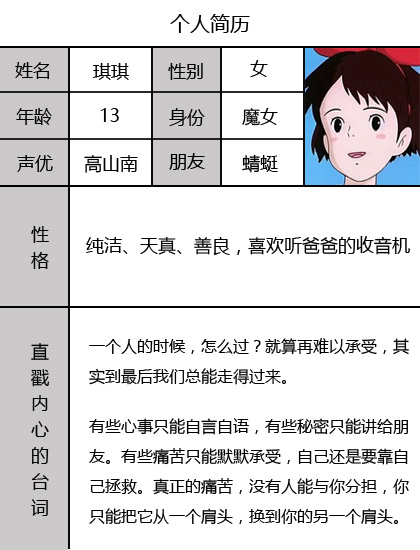 个人简历
姓名 琪琪 性别 女
年龄 13 身份 魔女
声优 高山南 朋友 蜻蜓
性格
纯洁、天真、善良，喜欢听爸爸的收音机
直戳内心的台词
一个人的时候，怎么过？就算再难以承受，其
实到最后我们总能走得过来。
有些心事只能自言自语，有些秘密只能讲给朋
友。有些痛苦只能默默承受，自己还是要靠自
己拯救。真正的痛苦，没有人能与你分担，你
只能把它从一个肩头，换到你的另一个肩头。